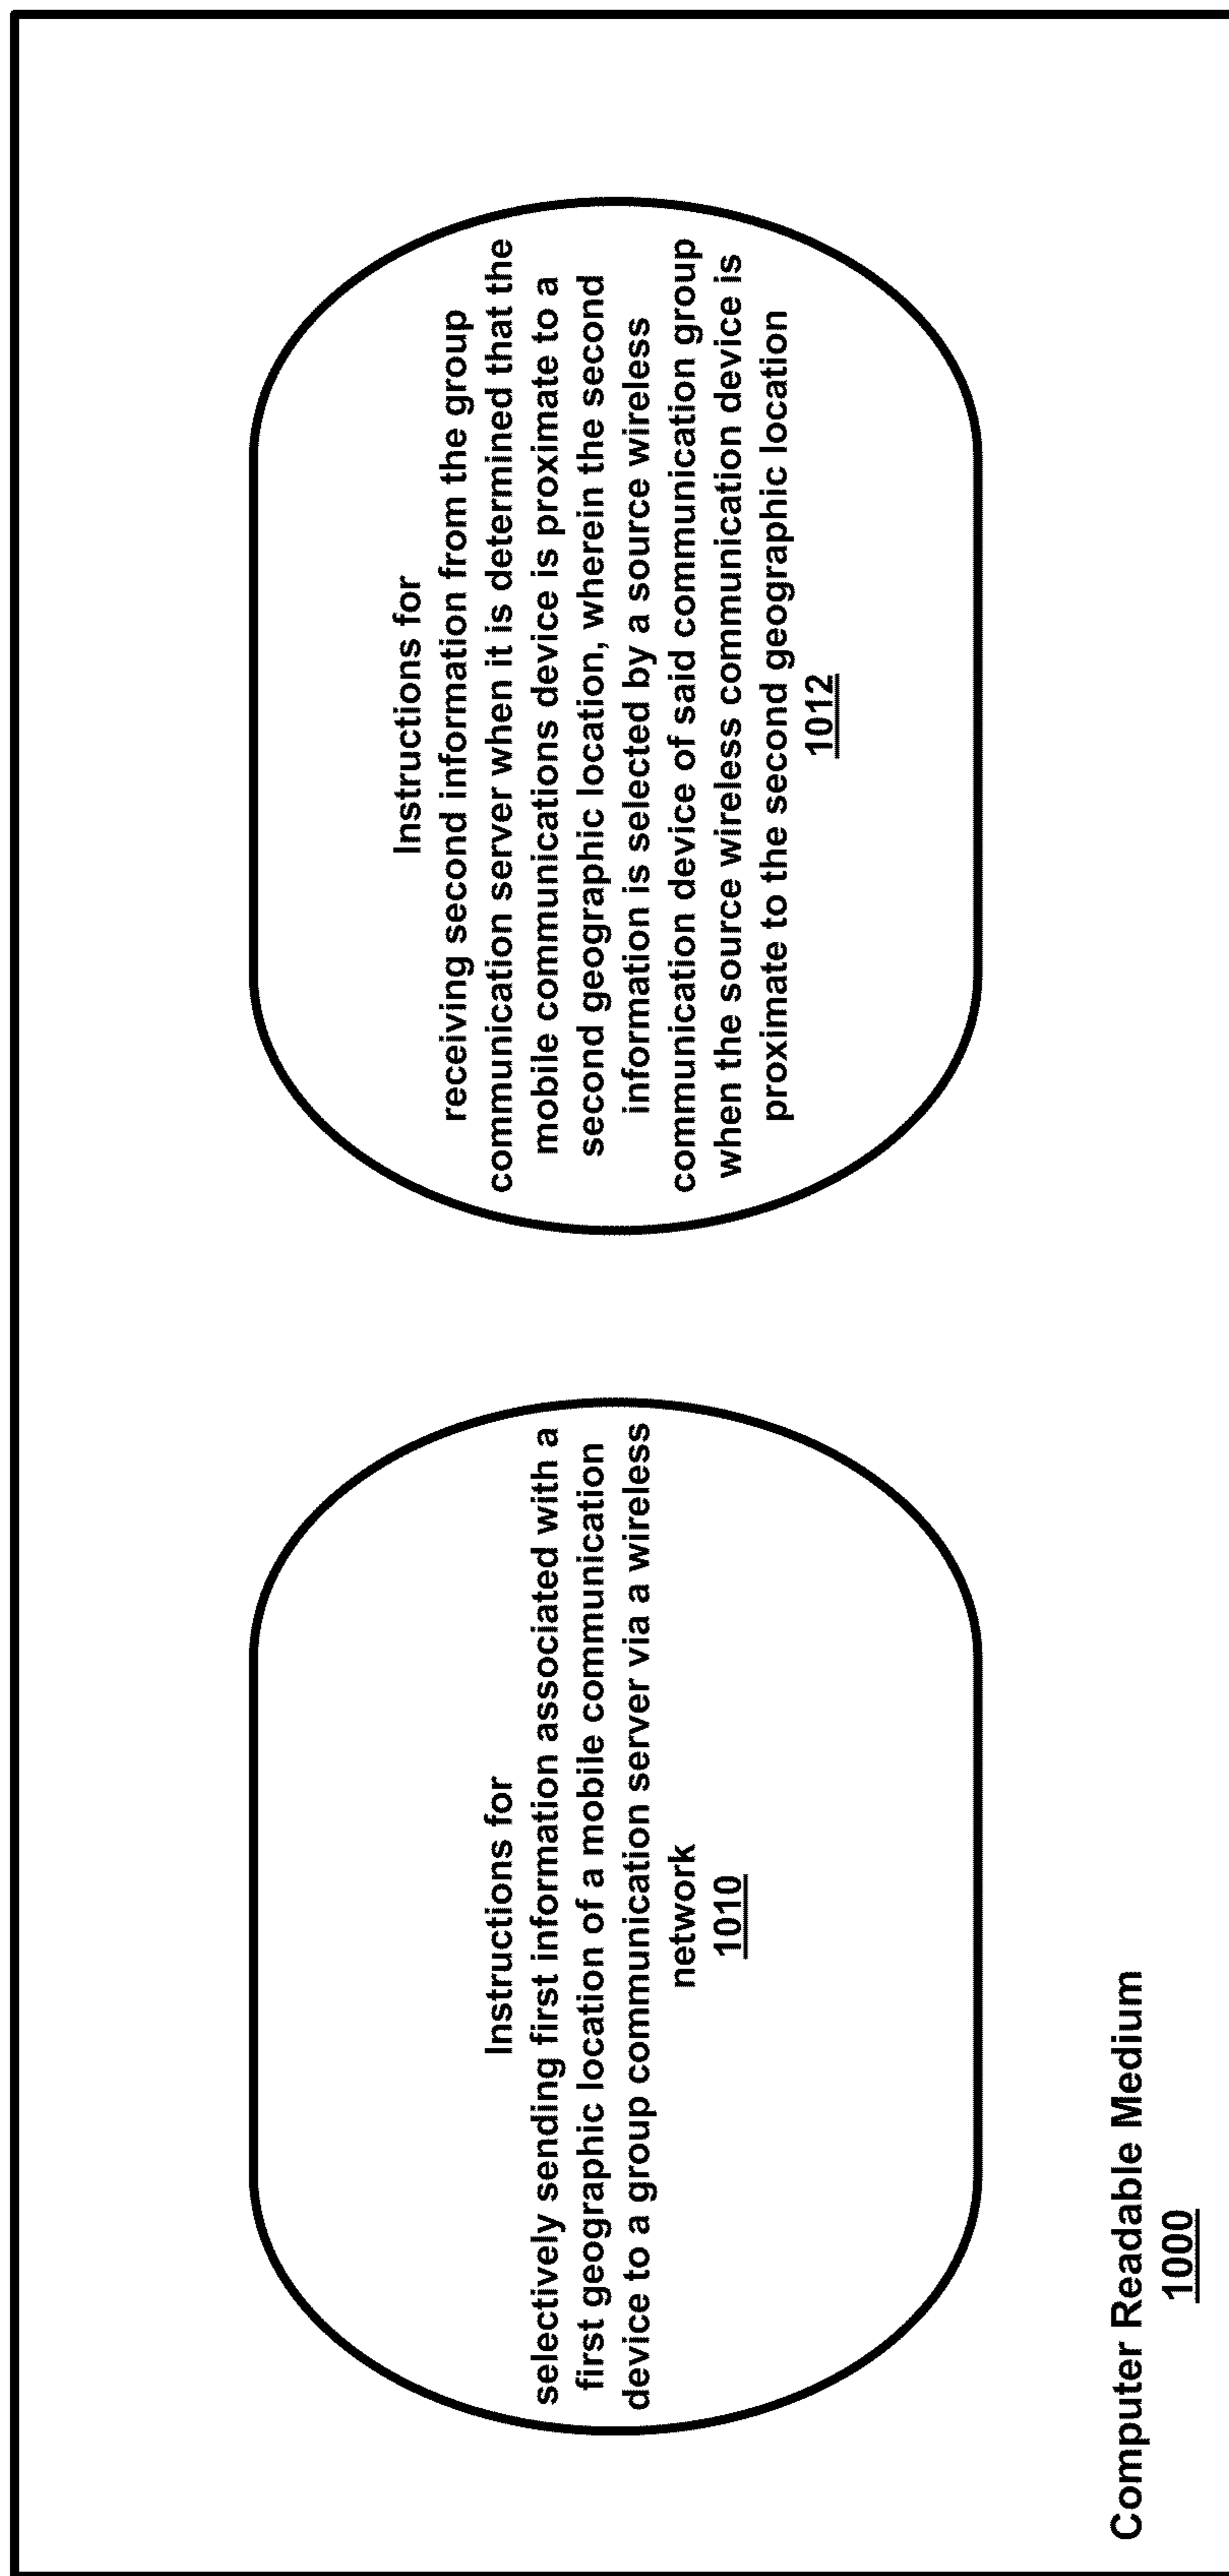 Instructions for
selectively sending first information associated with a
first geographic location of a mobile communication
device to a group communication server via a wireless
network
1010
Instructions for
receiving second information from the group
communication server when it is determined that the
mobile communications device is proximate to a
second geographic location, wherein the second
information is selected by a source wireless
communication device of said communication group
when the source wireless communication device is
proximate to the second geographic location
1012
Computer Readable Medium
1000